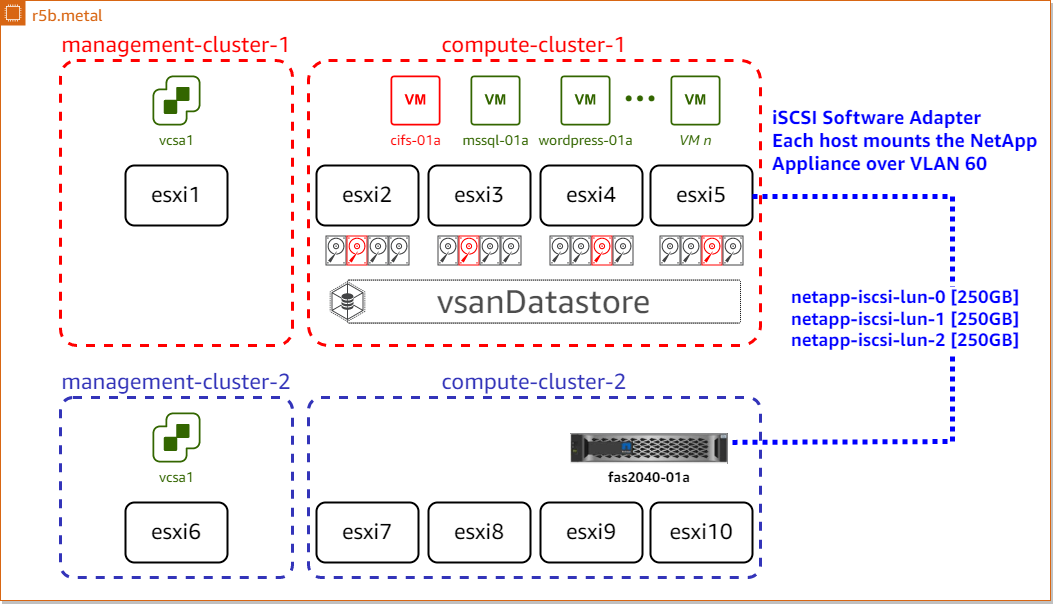 r5b.metal
management-cluster-1
compute-cluster-1
vcsa1
VM
VM
VM
VM
cifs-01a
mssql-01a
wordpress-01a
VM n
iSCSI Software Adapter
Each host mounts the NetApp
Appliance over VLAN 60
esxi1
esxi2
esxi3
esxi4
esxi5
vsanDatastore
netapp-iscsi-lun-0 [250GB]
netapp-iscsi-lun-1 [250GB]
netapp-iscsi-lun-2 [250GB]
management-cluster-2
compute-cluster-2
vcsa1
fas2040-01a
esxi6
esxi7
esxi8
esxi9
esxi10